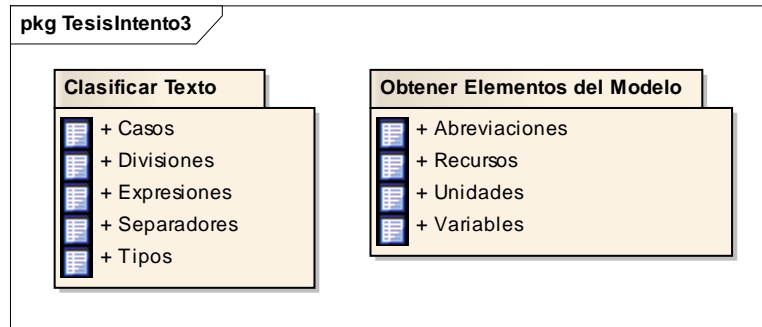 pkg TesisIntento3
Clasificar Texto
+ Casos
+ Divisiones
+ Expresiones
+ Separadores
+ Tipos
Obtener Elementos del Modelo
+ Abreviaciones
+ Recursos
+ Unidades
+ Variables